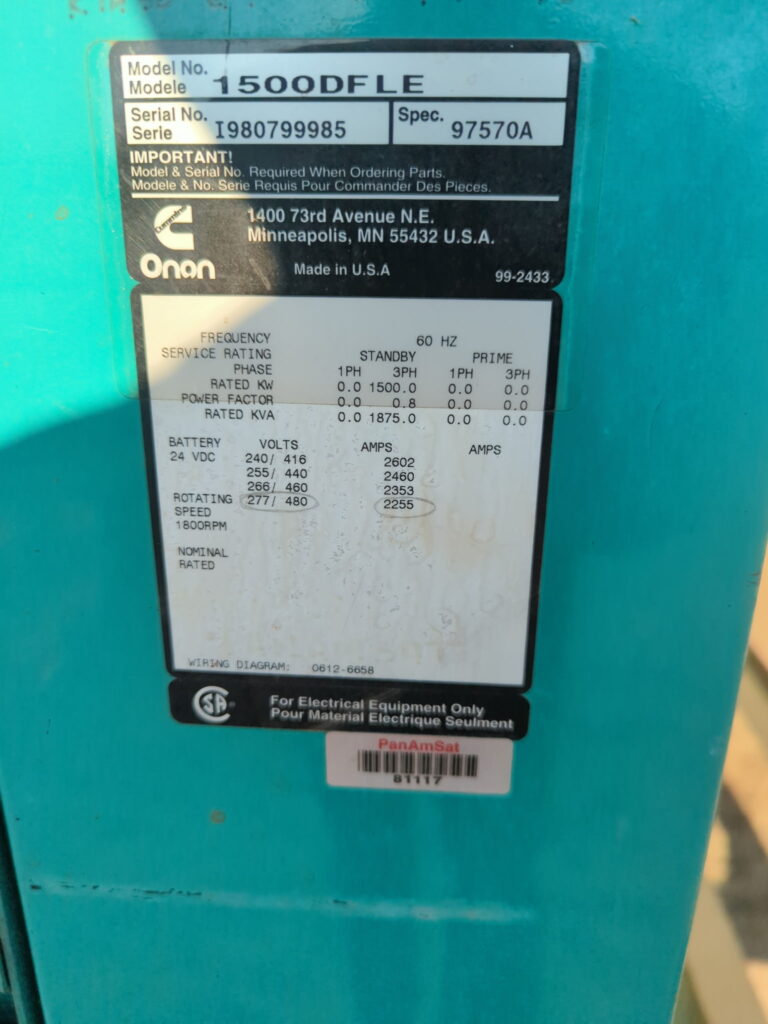 Model No.
Modele 1500DFLE
Serial No.
Serie I980799985
Spec. 97570A
IMPORTANT!
Model & Serial No. Required When Ordering Parts.
Modele & No. Serie Requis Pour Commander Des Pieces.
Cummins
Onan
1400 73rd Avenue N.E.
Minneapolis, MN 55432 U.S.A.
Made in U.S.A
99-2433
FREQUENCY 60 HZ
SERVICE RATING STANDBY PRIME
PHASE 1PH 3PH 1PH 3PH
RATED KW 0.0 1500.0 0.0 0.0
POWER FACTOR 0.0 0.8 0.0 0.0
RATED KVA 0.0 1875.0 0.0 0.0
BATTERY VOLTS AMPS AMPS
24 VDC 240/ 416 2602
255/ 440 2460
266/ 460 2353
ROTATING 277/ 480 2255
SPEED
1800RPM
NOMINAL
RATED
WIRING DIAGRAM: 0612-6658
SA
For Electrical Equipment Only
Pour Material Electrique Seulment
PanAmSat
81117